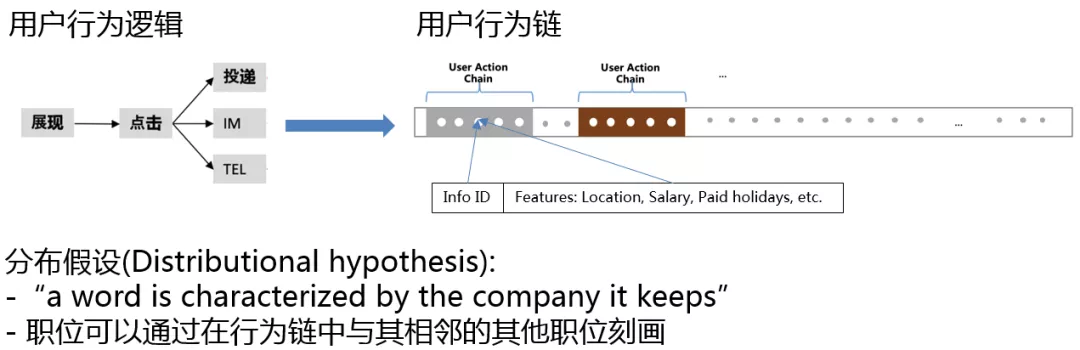 用户行为逻辑
用户行为链
展现
点击
投递
IM
TEL
User Action
Chain
User Action
Chain
...
...
Info ID
Features: Location, Salary, Paid holidays, etc.
分布假设(Distributional hypothesis):
- “a word is characterized by the company it keeps”
- 职位可以通过在行为链中与其相邻的其他职位刻画